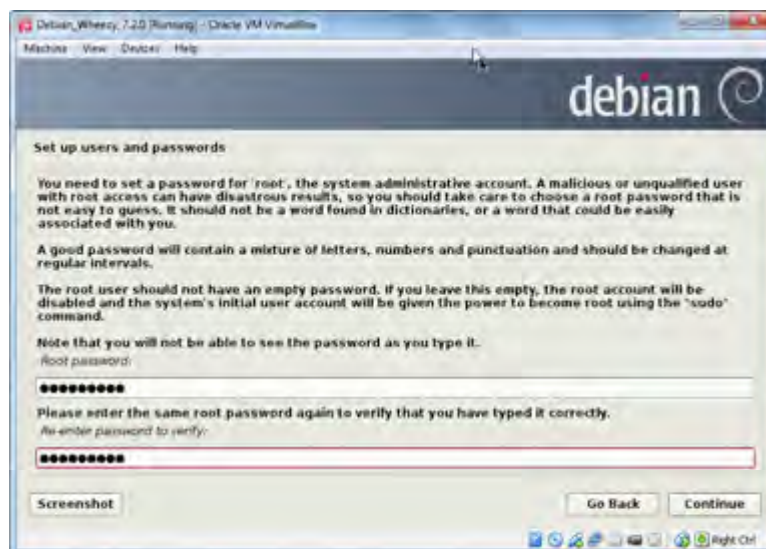 Debian_Wheezy_7.2.0 [Running] - Oracle VM VirtualBox
Machine View Devices Help
debian
Set up users and passwords
You need to set a password for 'root', the system administrative account. A malicious or unqualified user
with root access can have disastrous results, so you should take care to choose a root password that is
not easy to guess. It should not be a word found in dictionaries, or a word that could be easily
associated with you.
A good password will contain a mixture of letters, numbers and punctuation and should be changed at
regular intervals.
The root user should not have an empty password. If you leave this empty, the root account will be
disabled and the system's initial user account will be given the power to become root using the "sudo"
command.
Note that you will not be able to see the password as you type it.
Root password:
●●●●●●●●●
Please enter the same root password again to verify that you have typed it correctly.
Re-enter password to verify:
●●●●●●●●●
Screenshot Go Back Continue
Right Ctrl